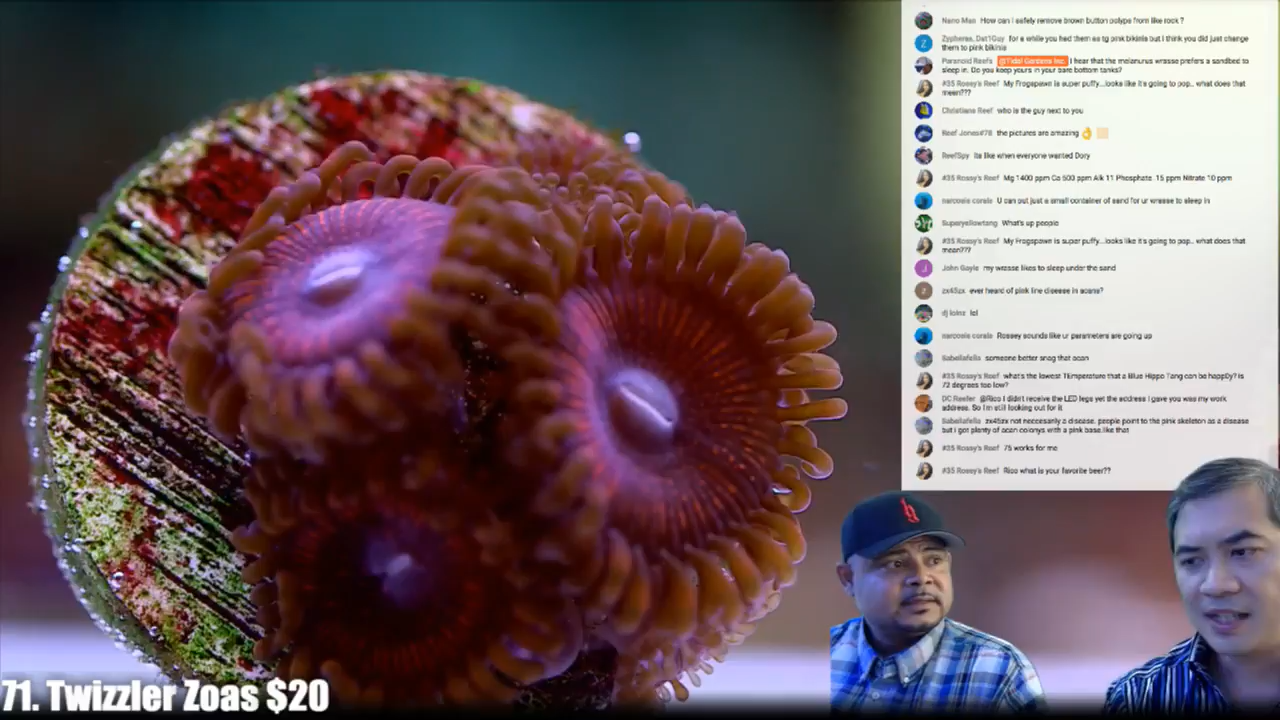 Nano Man How can I safely remove brown button polyps from like rock ?
Zypheras, Dat1Guy for a while you had them as tg pink bikinis but i think you did just change
them to pink bikinis
Paranoid Reefs @Tidal Gardens Inc. I hear that the melanurus wrasse prefers a sandbed to
sleep in. Do you keep yours in your bare bottom tanks?
#35 Rossy's Reef My Frogspawn is super puffy...looks like it's going to pop.. what does that
mean???
Christiane Reef who is the guy next to you
Reef Jones#78 the pictures are amazing 👌
ReefSpy Its like when everyone wanted Dory
#35 Rossy's Reef Mg 1400 ppm Ca 500 ppm Alk 11 Phosphate .15 ppm Nitrate 10 ppm
narcosis corals U can put just a small container of sand for ur wrasse to sleep in
Superyellowtang What's up people
#35 Rossy's Reef My Frogspawn is super puffy...looks like it's going to pop.. what does that
mean???
John Gayle my wrasse likes to sleep under the sand
zx45zx ever heard of pink line disease in acans?
dj lol
narcosis corals Rossey sounds like ur parameters are going up
Sabellafella someone better snag that acan
#35 Rossy's Reef what's the lowest TEmperature that a Blue Hippo Tang can be happDy? is
72 degrees too low?
DC Reefer @Rico I didn't receive the LED legs yet the address I gave you was my work
address. So I'm still looking out for it
Sabellafella zx45zx not neccesarily a disease. people point to the pink skeleton as a disease
but i got plenty of acan colonys with a pink base like that
#35 Rossy's Reef 75 works for me
#35 Rossy's Reef Rico what is your favorite beer??
71. Twizzler Zoas $20